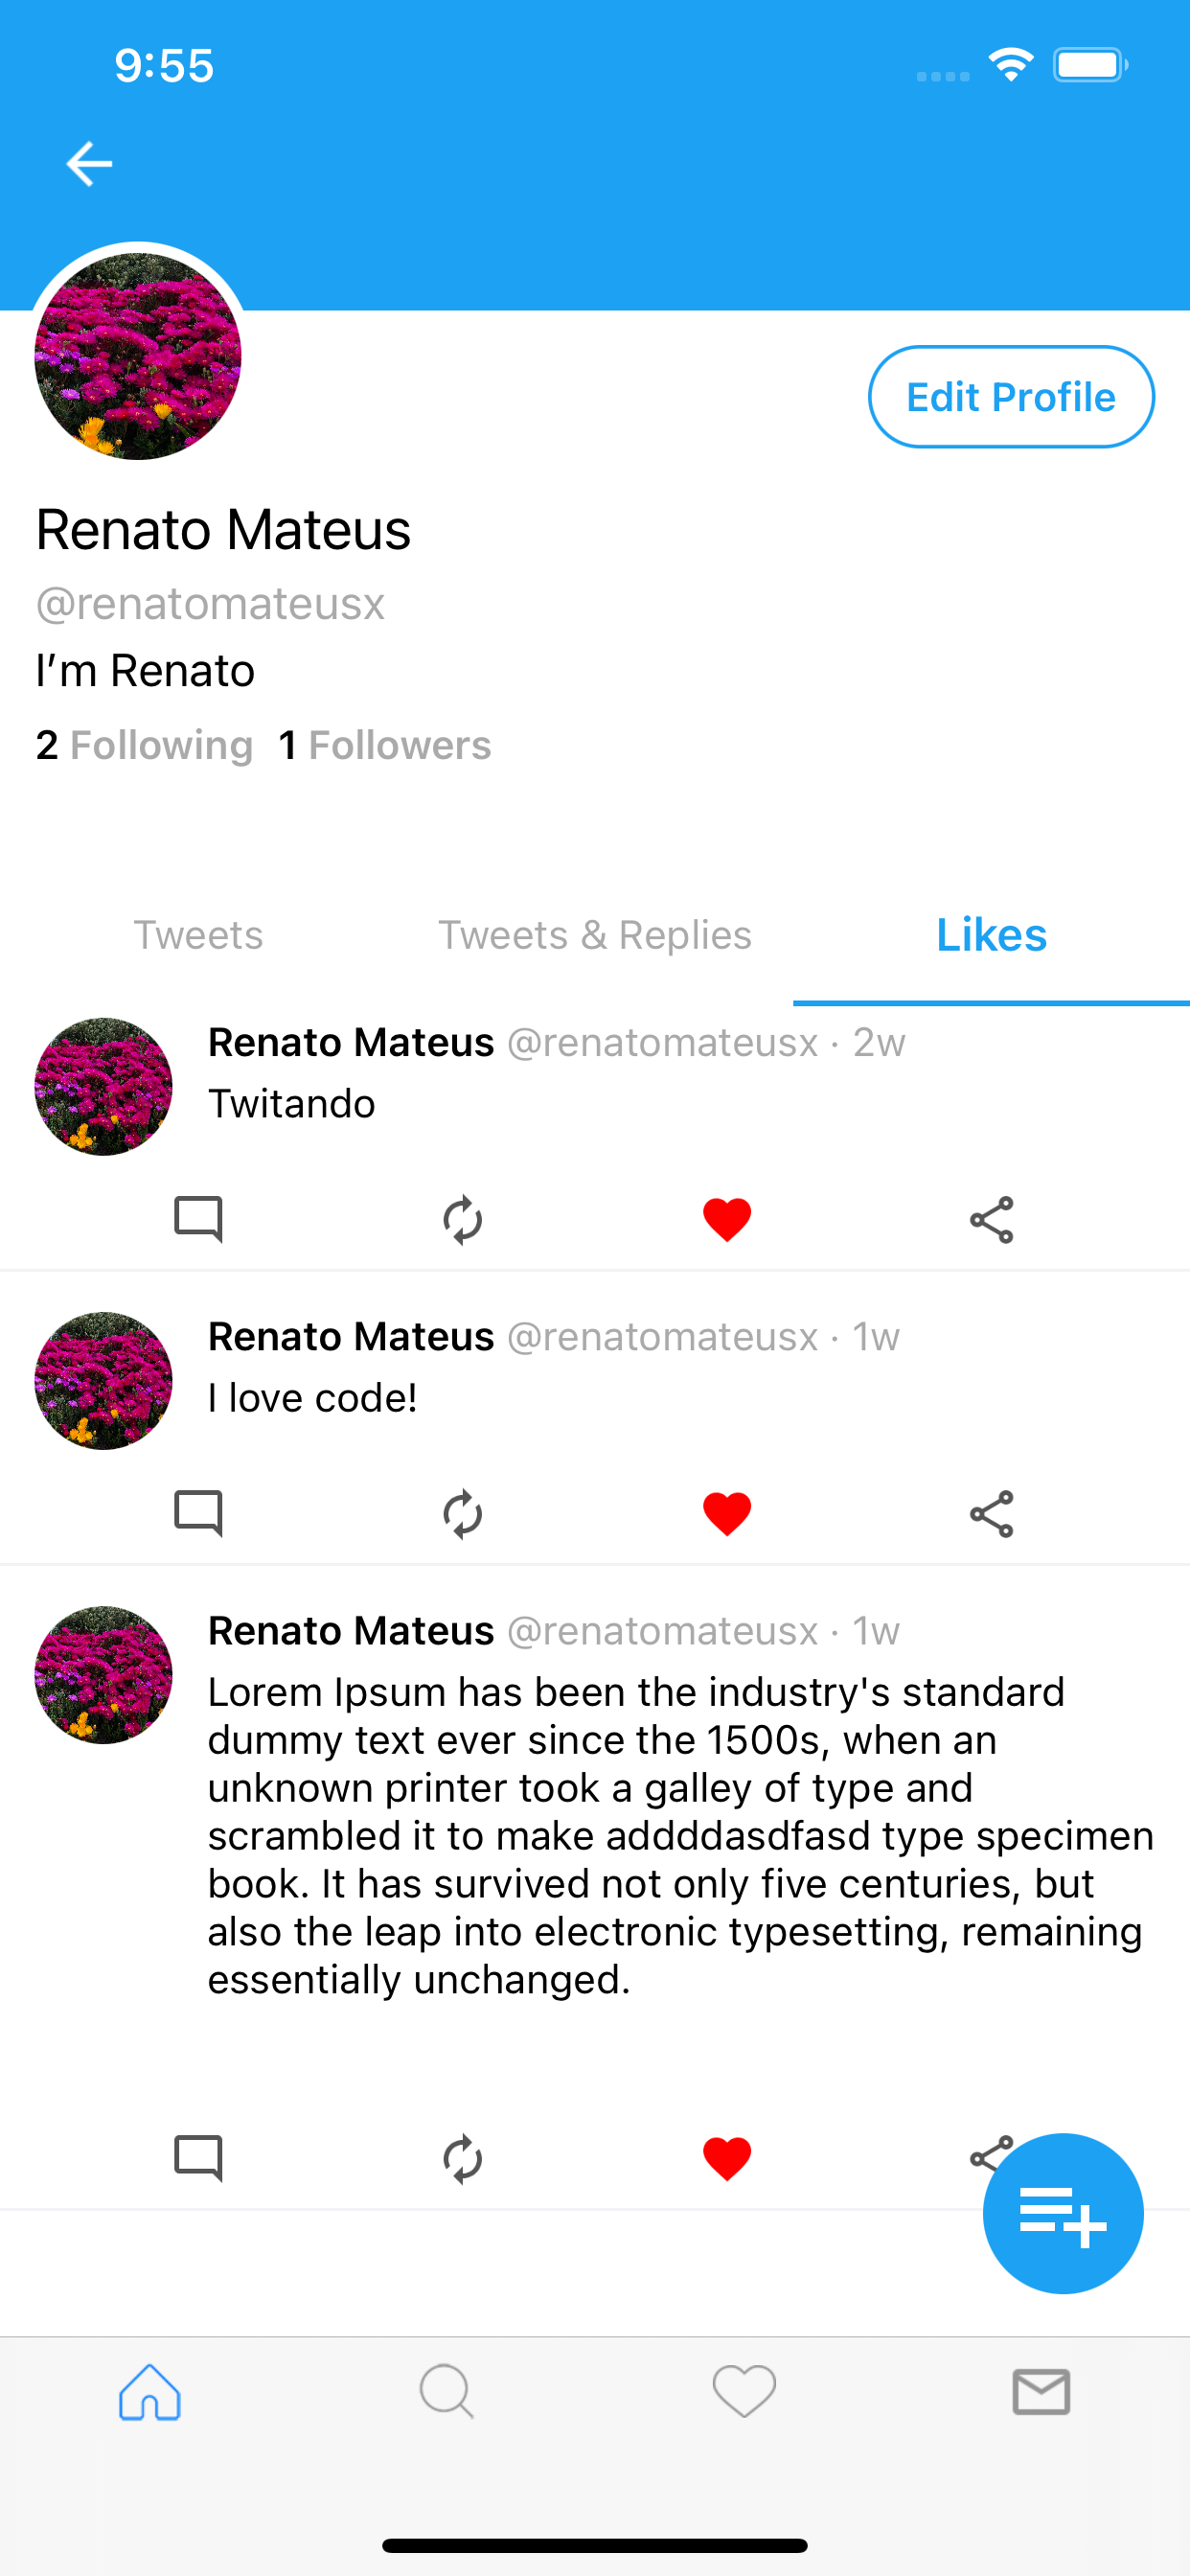 9:55
Edit Profile
Renato Mateus
@renatomateusx
I’m Renato
2 Following 1 Followers
Tweets Tweets & Replies Likes
Renato Mateus @renatomateusx · 2w
Twitando
Renato Mateus @renatomateusx · 1w
I love code!
Renato Mateus @renatomateusx · 1w
Lorem Ipsum has been the industry's standard
dummy text ever since the 1500s, when an
unknown printer took a galley of type and
scrambled it to make addddasdfasd type specimen
book. It has survived not only five centuries, but
also the leap into electronic typesetting, remaining
essentially unchanged.